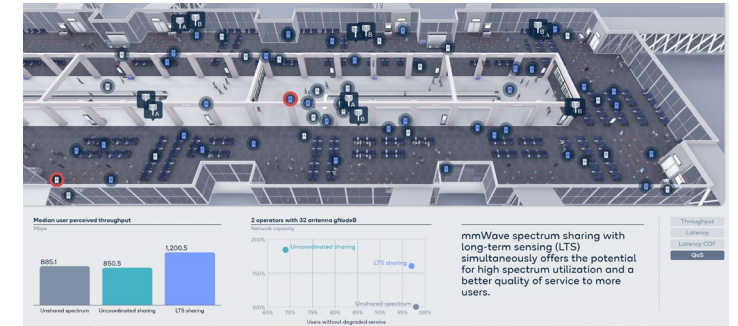 A
B
B
A
A
B
A
B
B
Median user perceived throughput
Mbps
885.1
850.5
1,200.5
Unshared spectrum
Uncoordinated sharing
LTS sharing
2 operators with 32 antenna gNodeB
Network capacity
200%
150%
100%
Uncoordinated sharing
LTS sharing
Unshared spectrum
65%
70%
75%
80%
85%
90%
95%
100%
Users without degraded service
mmWave spectrum sharing with
long-term sensing (LTS)
simultaneously offers the potential
for high spectrum utilization and a
better quality of service to more
users.
Throughput
Latency
Latency CDF
QoS